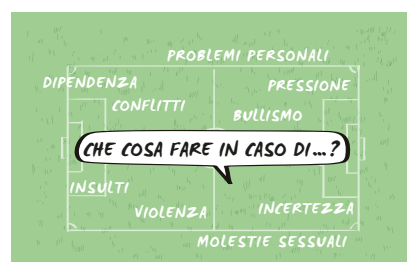 PROBLEMI PERSONALI
DIPENDENZA
PRESSIONE
CONFLITTI
BULLISMO
CHE COSA FARE IN CASO DI...?
INSULTI
VIOLENZA
INCERTEZZA
MOLESTIE SESSUALI